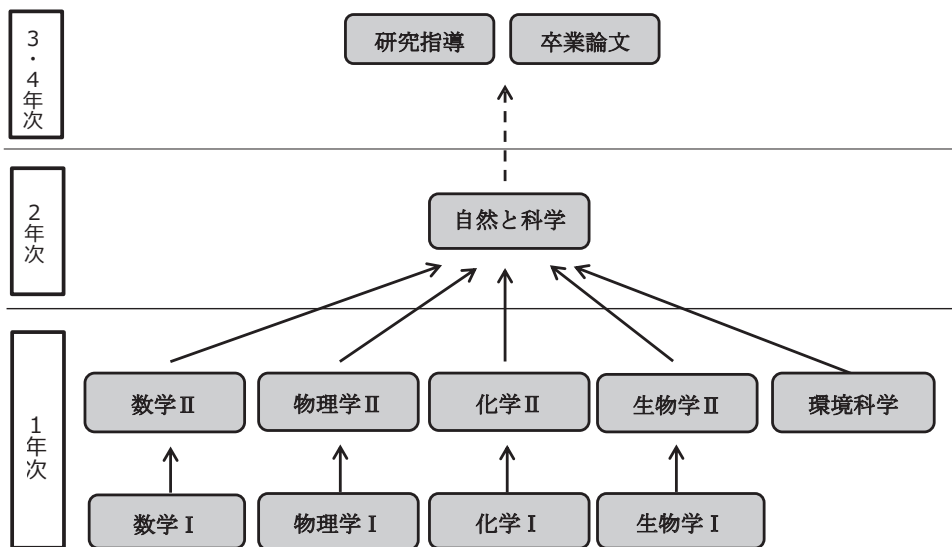 3・4年次
研究指導
卒業論文
2年次
自然と科学
1年次
数学Ⅱ
物理学Ⅱ
化学Ⅱ
生物学Ⅱ
環境科学
数学Ⅰ
物理学Ⅰ
化学Ⅰ
生物学Ⅰ